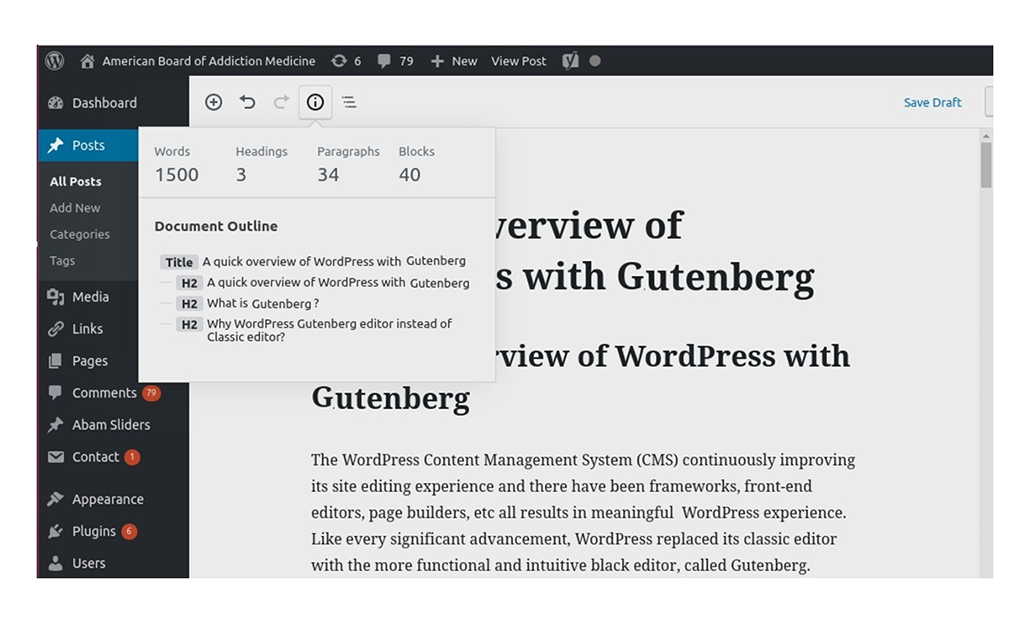 American Board of Addiction Medicine 6 79 New View Post
Dashboard
Save Draft
Posts
All Posts
Add New
Categories
Tags
Media
Links
Pages
Comments 79
Abam Sliders
Contact 1
Appearance
Plugins 6
Users
Words Headings Paragraphs Blocks
1500 3 34 40
Document Outline
Title A quick overview of WordPress with Gutenberg
H2 A quick overview of WordPress with Gutenberg
H2 What is Gutenberg ?
H2 Why WordPress Gutenberg editor instead of
Classic editor?
verview of
s with Gutenberg
rview of WordPress with
Gutenberg
The WordPress Content Management System (CMS) continuously improving
its site editing experience and there have been frameworks, front-end
editors, page builders, etc all results in meaningful WordPress experience.
Like every significant advancement, WordPress replaced its classic editor
with the more functional and intuitive black editor, called Gutenberg.